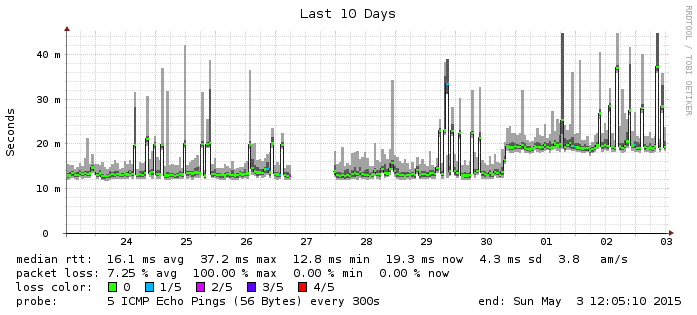 Last 10 Days
RRDTOOL / TOBI OETIKER
Seconds
40 m
30 m
20 m
10 m
0
24 25 26 27 28 29 30 01 02 03
median rtt: 16.1 ms avg 37.2 ms max 12.8 ms min 19.3 ms now 4.3 ms sd 3.8 am/s
packet loss: 7.25 % avg 100.00 % max 0.00 % min 0.00 % now
loss color: 0 1/5 2/5 3/5 4/5
probe: 5 ICMP Echo Pings (56 Bytes) every 300s end: Sun May 3 12:05:10 2015